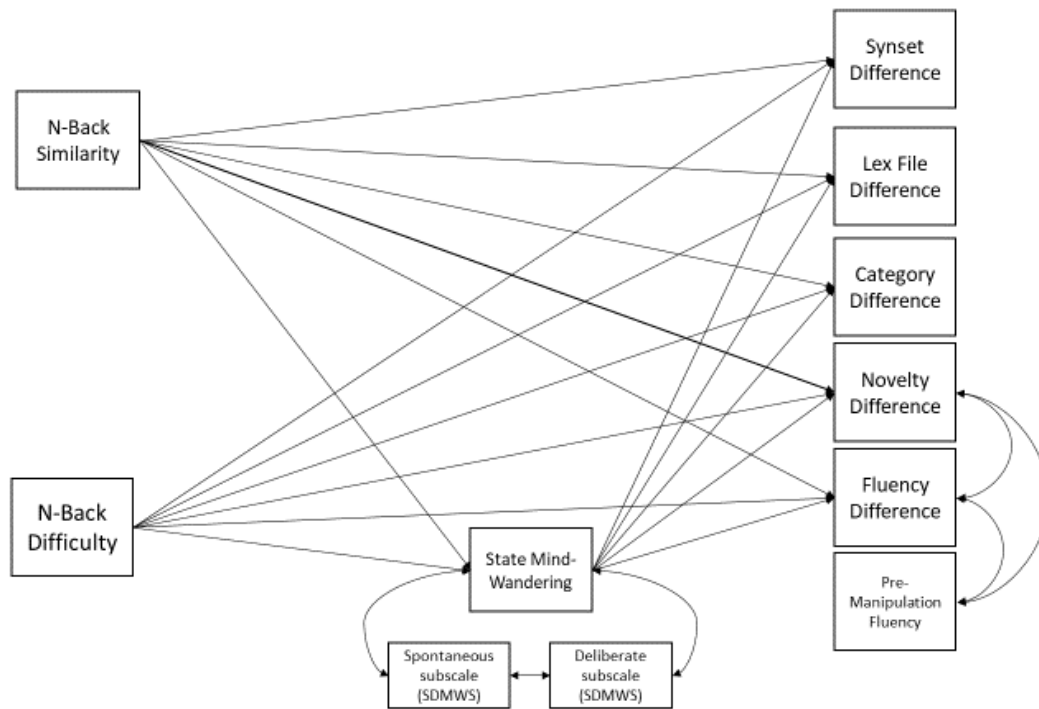 Synset
Difference
N-Back
Similarity
Lex File
Difference
Category
Difference
Novelty
Difference
N-Back
Difficulty
Fluency
Difference
State Mind-
Wandering
Pre-
Manipulation
Fluency
Spontaneous
subscale
(SDMWS)
Deliberate
subscale
(SDMWS)